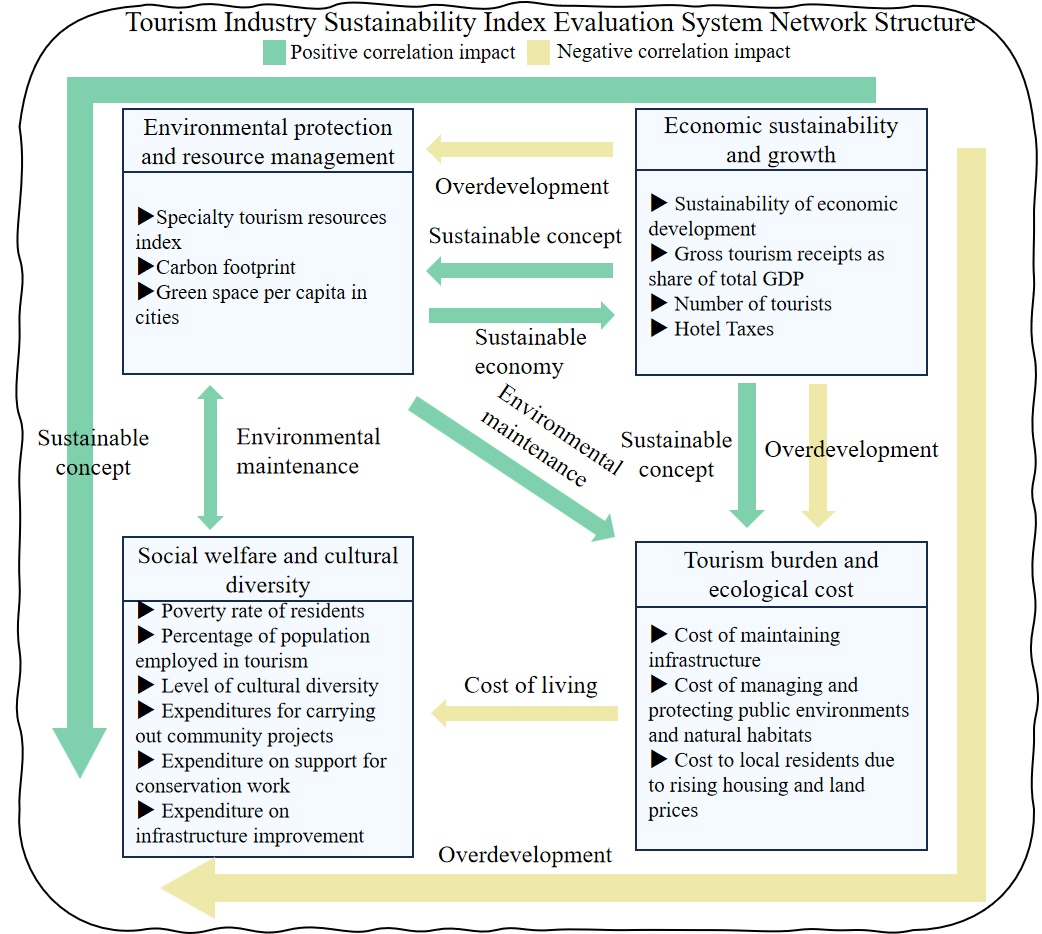 Tourism Industry Sustainability Index Evaluation System Network Structure
Positive correlation impact
Negative correlation impact
Environmental protection
and resource management
▶Specialty tourism resources
index
▶Carbon footprint
▶Green space per capita in
cities
Overdevelopment
Sustainable concept
Sustainable
economy
Economic sustainability
and growth
▶ Sustainability of economic
development
▶ Gross tourism receipts as
share of total GDP
▶ Number of tourists
▶ Hotel Taxes
Sustainable
concept
Environmental
maintenance
Environmental
maintenance
Sustainable
concept
Overdevelopment
Social welfare and cultural
diversity
▶ Poverty rate of residents
▶ Percentage of population
employed in tourism
▶ Level of cultural diversity
▶ Expenditures for carrying
out community projects
▶ Expenditure on support for
conservation work
▶ Expenditure on
infrastructure improvement
Cost of living
Tourism burden and
ecological cost
▶ Cost of maintaining
infrastructure
▶ Cost of managing and
protecting public environments
and natural habitats
▶ Cost to local residents due
to rising housing and land
prices
Overdevelopment